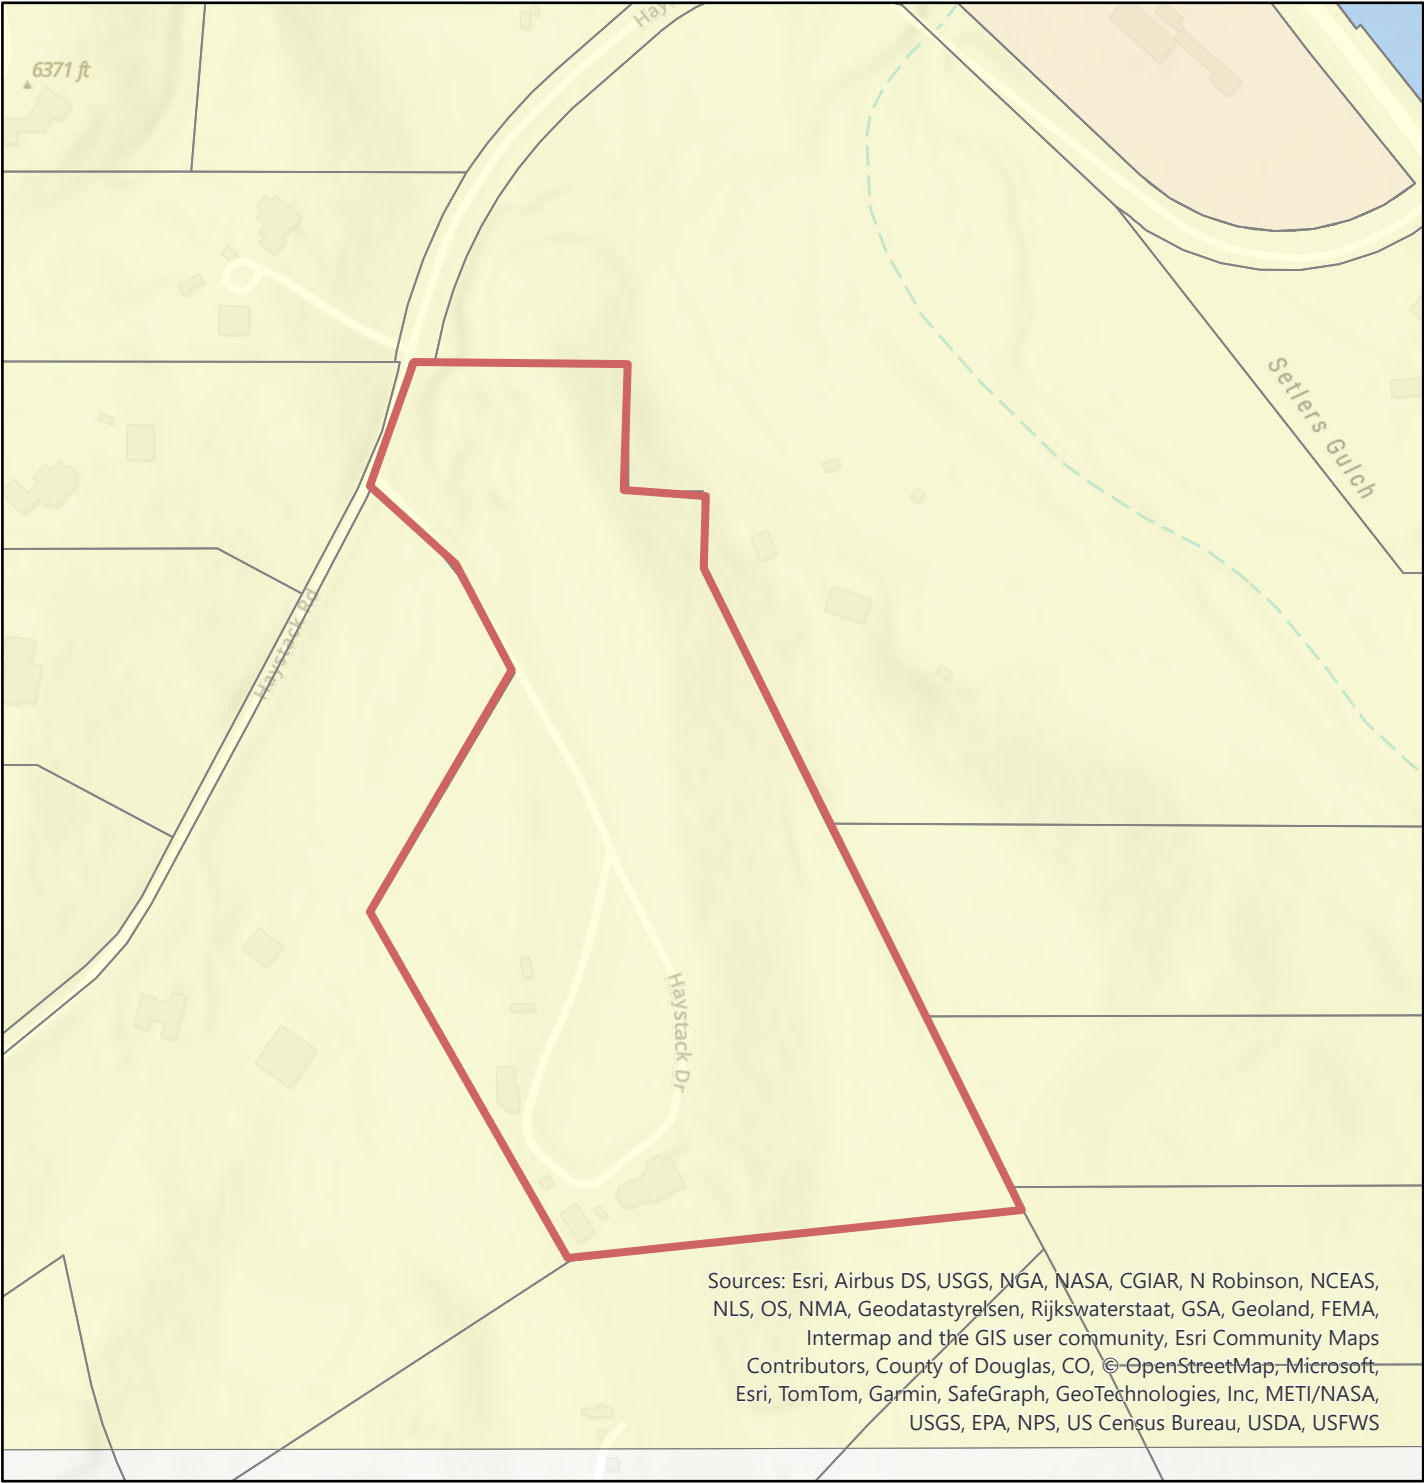 Hays
6371 ft
Setlers Gulch
Haystack Rd
Haystack Dr
Sources: Esri, Airbus DS, USGS, NGA, NASA, CGIAR, N Robinson, NCEAS,
NLS, OS, NMA, Geodatastyrelsen, Rijkswaterstaat, GSA, Geoland, FEMA,
Intermap and the GIS user community, Esri Community Maps
Contributors, County of Douglas, CO, © OpenStreetMap, Microsoft,
Esri, TomTom, Garmin, SafeGraph, GeoTechnologies, Inc, METI/NASA,
USGS, EPA, NPS, US Census Bureau, USDA, USFWS